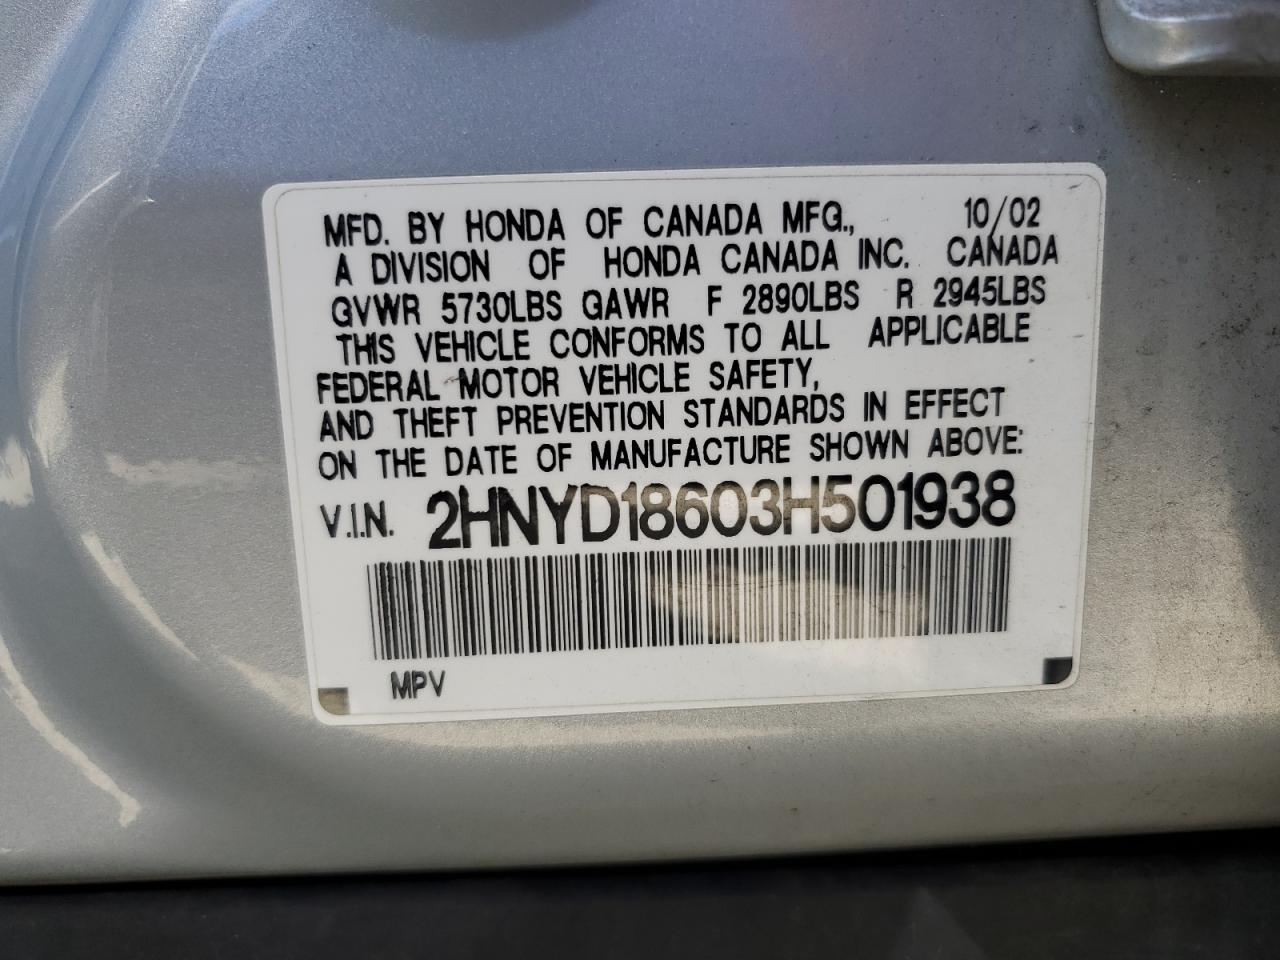 MFD. BY HONDA OF CANADA MFG., 10/02
A DIVISION OF HONDA CANADA INC. CANADA
GVWR 5730LBS GAWR F 2890LBS R 2945LBS
THIS VEHICLE CONFORMS TO ALL APPLICABLE
FEDERAL MOTOR VEHICLE SAFETY,
AND THEFT PREVENTION STANDARDS IN EFFECT
ON THE DATE OF MANUFACTURE SHOWN ABOVE:
V.I.N. 2HNYD18603H501938
MPV